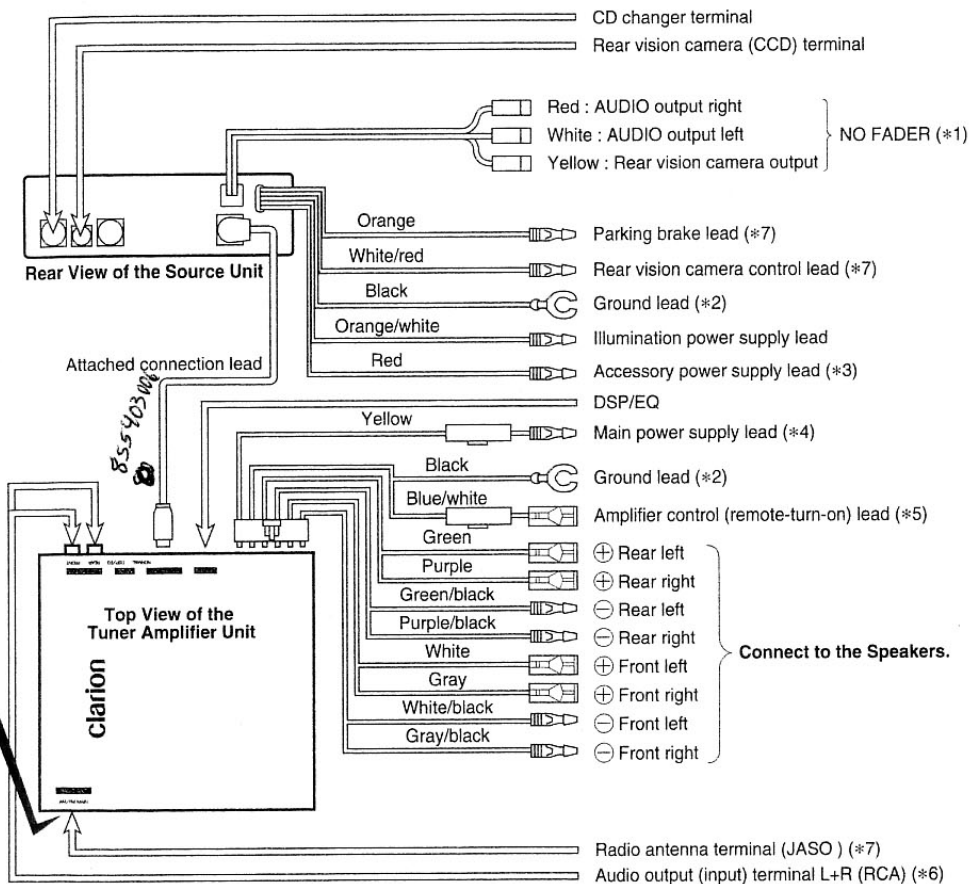 CD changer terminal
Rear vision camera (CCD) terminal
Red : AUDIO output right
White : AUDIO output left
Yellow : Rear vision camera output
NO FADER (*1)
Rear View of the Source Unit
Orange
Parking brake lead (*7)
White/red
Rear vision camera control lead (*7)
Black
Ground lead (*2)
Orange/white
Illumination power supply lead
Red
Accessory power supply lead (*3)
Attached connection lead
DSP/EQ
Yellow
Main power supply lead (*4)
Black
Ground lead (*2)
Blue/white
Amplifier control (remote-turn-on) lead (*5)
Green
⊕ Rear left
Purple
⊕ Rear right
Green/black
⊖ Rear left
Purple/black
⊖ Rear right
White
⊕ Front left
Gray
⊕ Front right
White/black
⊖ Front left
Gray/black
⊖ Front right
Connect to the Speakers.
Top View of the
Tuner Amplifier Unit
clarion
Radio antenna terminal (JASO ) (*7)
Audio output (input) terminal L+R (RCA) (*6)